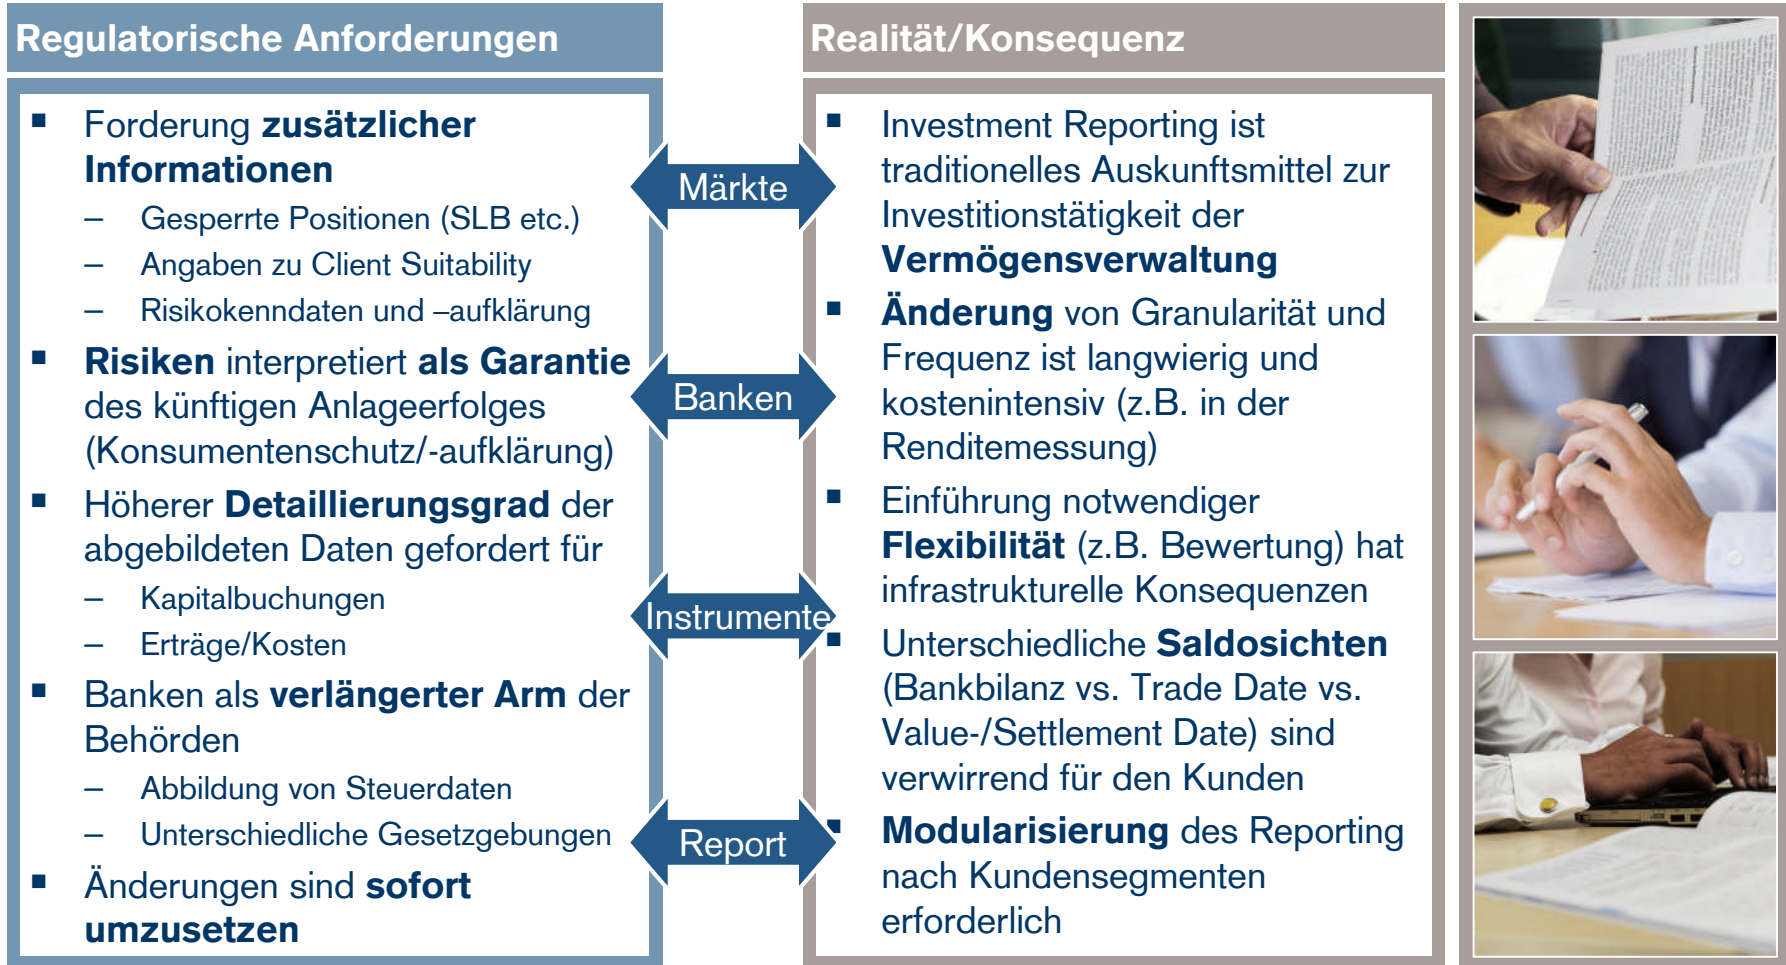 Regulatorische Anforderungen
■ Forderung zusätzlicher
Informationen
– Gesperrte Positionen (SLB etc.)
– Angaben zu Client Suitability
– Risikokenndaten und –aufklärung
■ Risiken interpretiert als Garantie
des künftigen Anlageerfolges
(Konsumentenschutz/-aufklärung)
■ Höherer Detaillierungsgrad der
abgebildeten Daten gefordert für
– Kapitalbuchungen
– Erträge/Kosten
■ Banken als verlängerter Arm der
Behörden
– Abbildung von Steuerdaten
– Unterschiedliche Gesetzgebungen
■ Änderungen sind sofort
umzusetzen
Märkte
Banken
Instrumente
Report
Realität/Konsequenz
■ Investment Reporting ist
traditionelles Auskunftsmittel zur
Investitionstätigkeit der
Vermögensverwaltung
■ Änderung von Granularität und
Frequenz ist langwierig und
kostenintensiv (z.B. in der
Renditemessung)
■ Einführung notwendiger
Flexibilität (z.B. Bewertung) hat
infrastrukturelle Konsequenzen
■ Unterschiedliche Saldosichten
(Bankbilanz vs. Trade Date vs.
Value-/Settlement Date) sind
verwirrend für den Kunden
■ Modularisierung des Reporting
nach Kundensegmenten
erforderlich